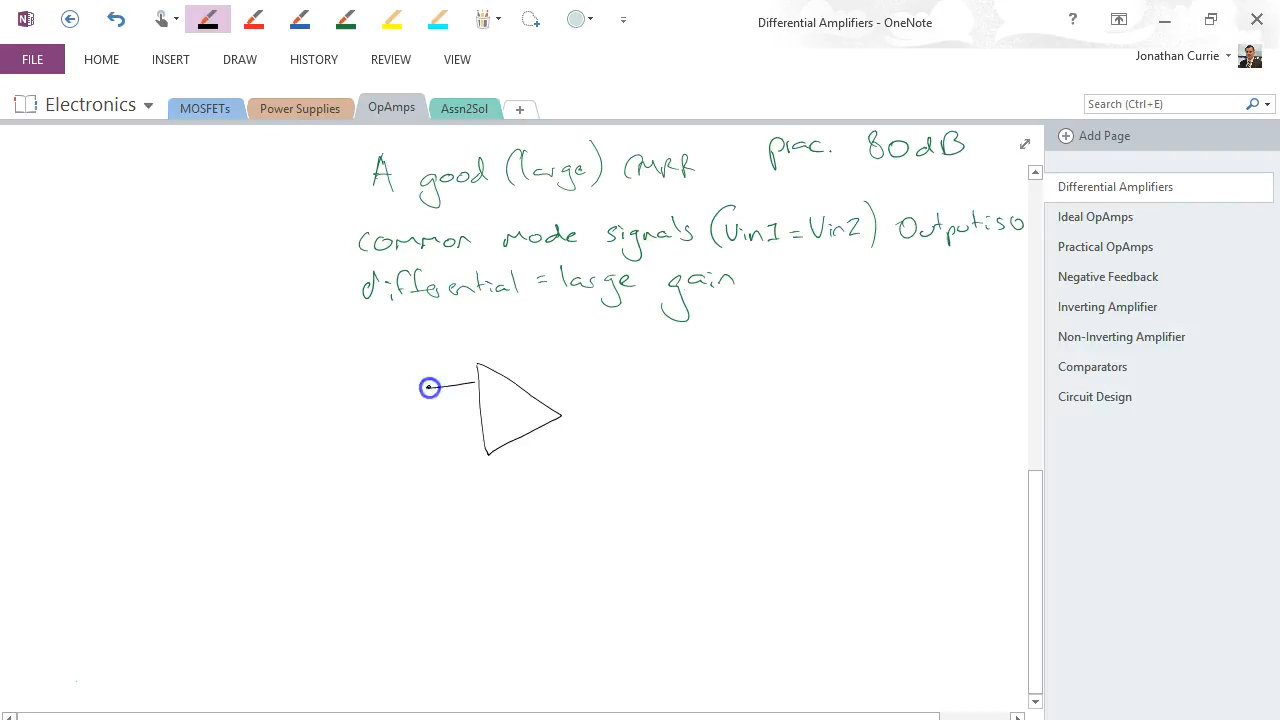 Differential Amplifiers - OneNote
?
Jonathan Currie
FILE HOME INSERT DRAW HISTORY REVIEW VIEW
Electronics MOSFETs Power Supplies OpAmps Assn2Sol +
Search (Ctrl+E)
Add Page
Differential Amplifiers
Ideal OpAmps
Practical OpAmps
Negative Feedback
Inverting Amplifier
Non-Inverting Amplifier
Comparators
Circuit Design
prac. 80dB
A good (large) CMRR
common mode signals (Vin1 = Vin2) Output is 0
differential = large gain